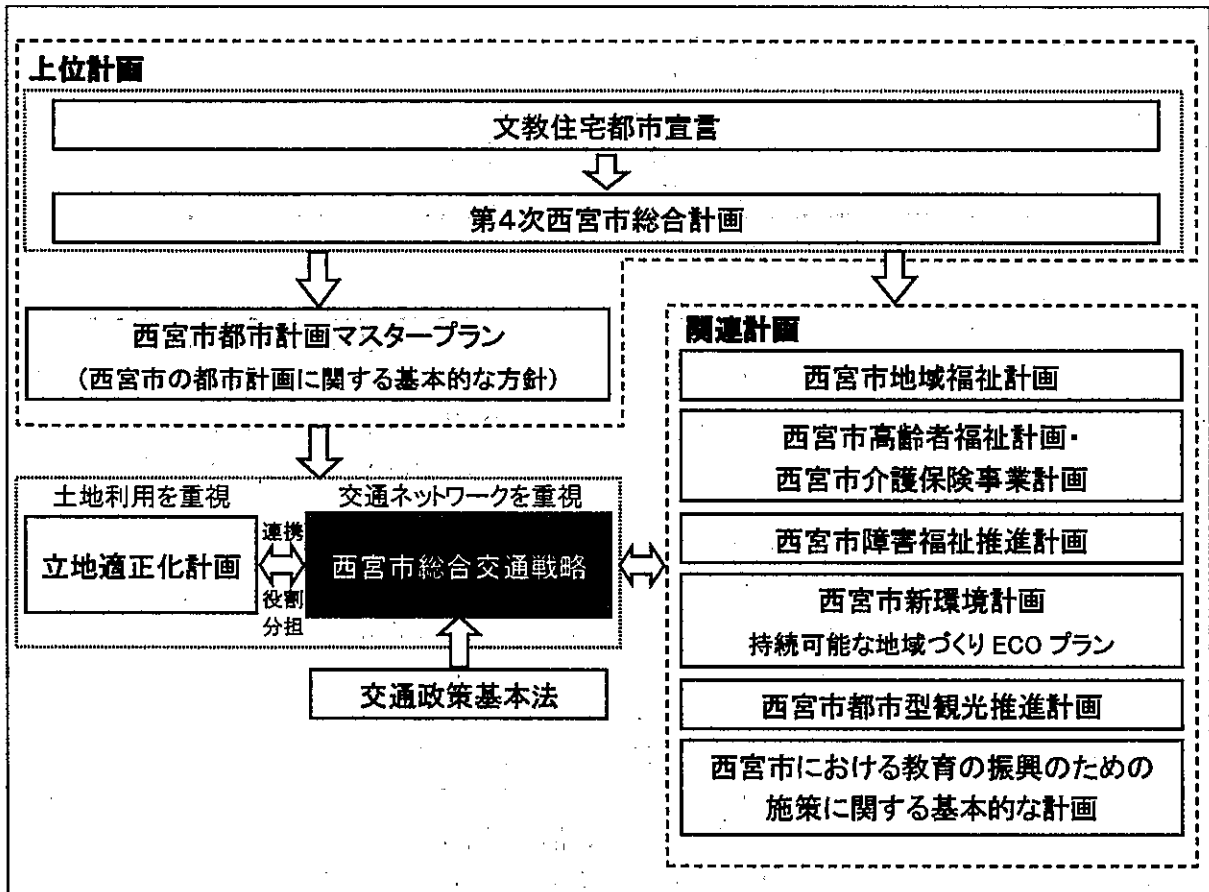 上位計画
文教住宅都市宣言
第4次西宮市総合計画
西宮市都市計画マスタープラン
(西宮市の都市計画に関する基本的な方針)
土地利用を重視
交通ネットワークを重視
立地適正化計画
連携
役割
分担
西宮市総合交通戦略
交通政策基本法
関連計画
西宮市地域福祉計画
西宮市高齢者福祉計画・
西宮市介護保険事業計画
西宮市障害福祉推進計画
西宮市新環境計画
持続可能な地域づくり ECO プラン
西宮市都市型観光推進計画
西宮市における教育の振興のための
施策に関する基本的な計画